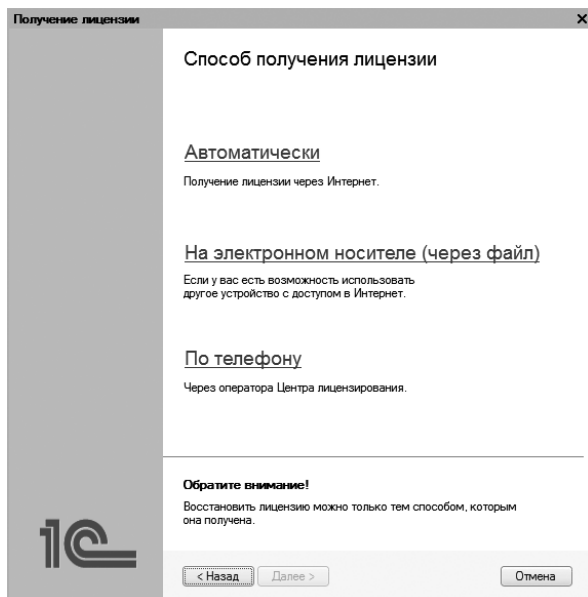 Получение лицензии
Способ получения лицензии
Автоматически
Получение лицензии через Интернет.
На электронном носителе (через файл)
Если у вас есть возможность использовать
другое устройство с доступом в Интернет.
По телефону
Через оператора Центра лицензирования.
Обратите внимание!
Восстановить лицензию можно только тем способом, которым
она получена.
1С
< Назад Далее > Отмена